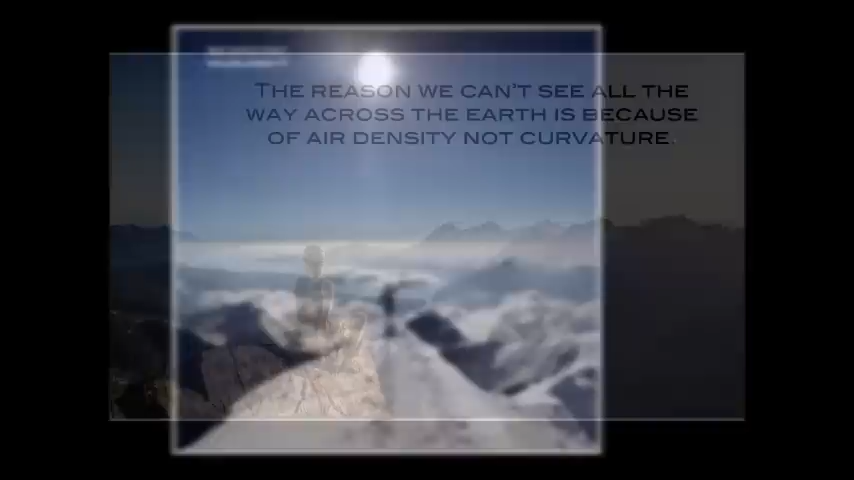 THE REASON WE CAN'T SEE ALL THE
WAY ACROSS THE EARTH IS BECAUSE
OF AIR DENSITY NOT CURVATURE.